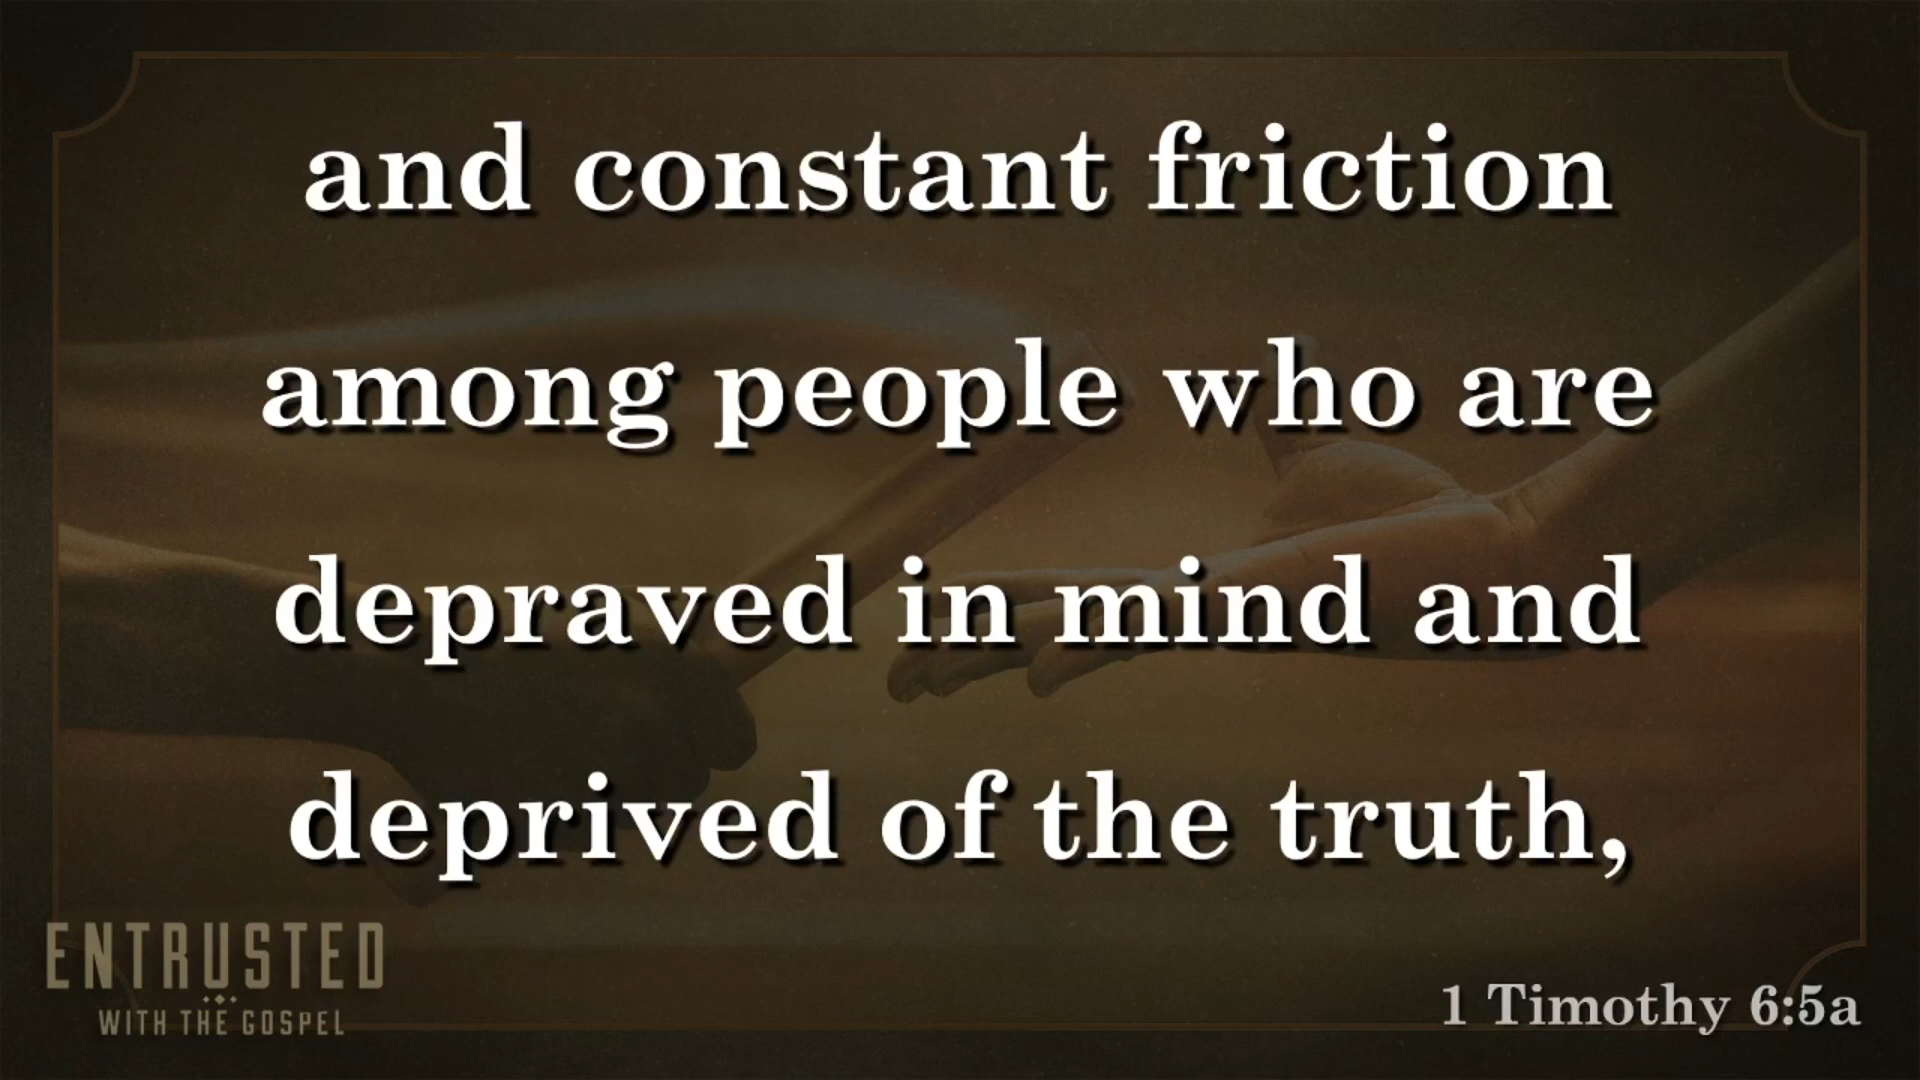 and constant friction
among people who are
depraved in mind and
deprived of the truth,
ENTRUSTED
WITH THE GOSPEL
1 Timothy 6:5a